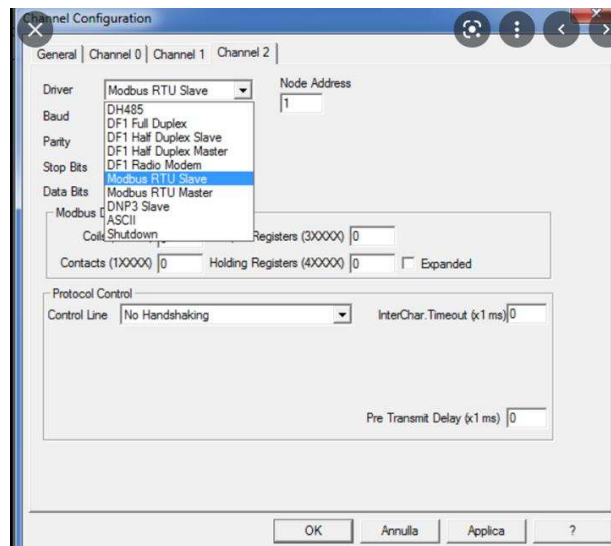 Channel Configuration
General Channel 0 Channel 1 Channel 2
Driver Modbus RTU Slave Node Address
1
Baud
Parity
Stop Bits
Data Bits
DH485
DF1 Full Duplex
DF1 Half Duplex Slave
DF1 Half Duplex Master
DF1 Radio Modem
Modbus RTU Slave
Modbus RTU Master
DNP3 Slave
ASCII
Shutdown
Modbus
Registers (3XXXX) 0
Contacts (1XXXX) 0 Holding Registers (4XXXX) 0 Expanded
Protocol Control
Control Line No Handshaking InterChar.Timeout (x1 ms) 0
Pre Transmit Delay (x1 ms) 0
OK Annulla Applica ?